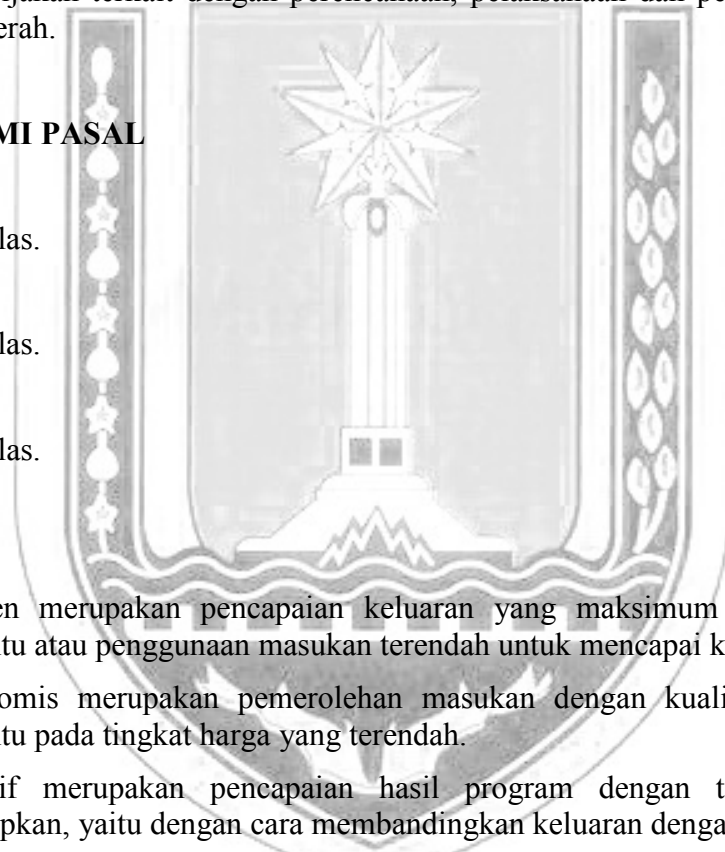 erah.
MI PASAL
las.
las.
las.
en merupakan pencapaian keluaran yang maksimum
tu atau penggunaan masukan terendah untuk mencapai k
omis merupakan pemerolehan masukan dengan kuali
tu pada tingkat harga yang terendah.
if merupakan pencapaian hasil program dengan t
pkan, yaitu dengan cara membandingkan keluaran denga